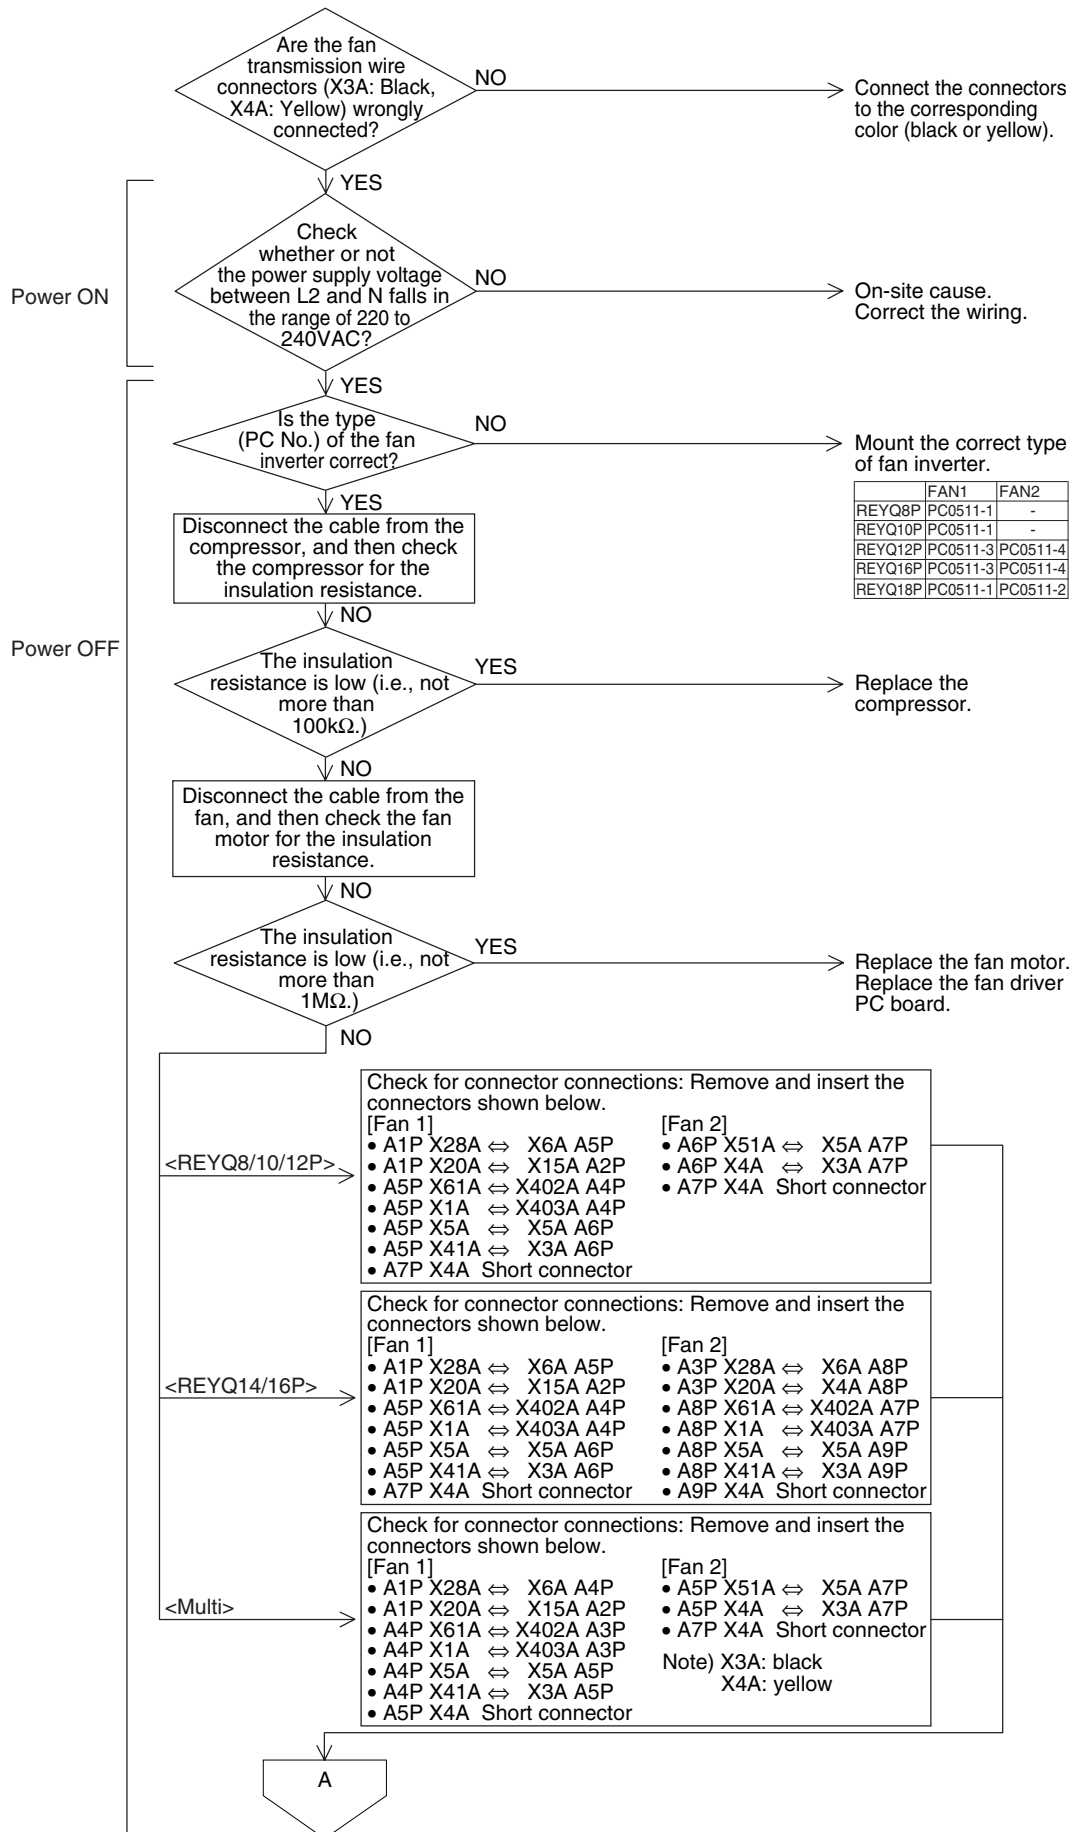 Are the fan
transmission wire
connectors (X3A: Black,
X4A: Yellow) wrongly
connected?
NO
Connect the connectors
to the corresponding
color (black or yellow).
YES
Power ON
Check
whether or not
the power supply voltage
between L2 and N falls in
the range of 220 to
240VAC?
NO
On-site cause.
Correct the wiring.
YES
Is the type
(PC No.) of the fan
inverter correct?
NO
Mount the correct type
of fan inverter.
FAN1 FAN2
REYQ8P PC0511-1 -
REYQ10P PC0511-1 -
REYQ12P PC0511-3 PC0511-4
REYQ16P PC0511-3 PC0511-4
REYQ18P PC0511-1 PC0511-2
YES
Disconnect the cable from the
compressor, and then check
the compressor for the
insulation resistance.
NO
Power OFF
The insulation
resistance is low (i.e., not
more than
100kΩ.)
YES
Replace the
compressor.
NO
Disconnect the cable from the
fan, and then check the fan
motor for the insulation
resistance.
NO
The insulation
resistance is low (i.e., not
more than
1MΩ.)
YES
Replace the fan motor.
Replace the fan driver
PC board.
NO
<REYQ8/10/12P>
Check for connector connections: Remove and insert the
connectors shown below.
[Fan 1]
• A1P X28A ⇔ X6A A5P
• A1P X20A ⇔ X15A A2P
• A5P X61A ⇔ X402A A4P
• A5P X1A ⇔ X403A A4P
• A5P X5A ⇔ X5A A6P
• A5P X41A ⇔ X3A A6P
• A7P X4A Short connector
[Fan 2]
• A6P X51A ⇔ X5A A7P
• A6P X4A ⇔ X3A A7P
• A7P X4A Short connector
<REYQ14/16P>
Check for connector connections: Remove and insert the
connectors shown below.
[Fan 1]
• A1P X28A ⇔ X6A A5P
• A1P X20A ⇔ X15A A2P
• A5P X61A ⇔ X402A A4P
• A5P X1A ⇔ X403A A4P
• A5P X5A ⇔ X5A A6P
• A5P X41A ⇔ X3A A6P
• A7P X4A Short connector
[Fan 2]
• A3P X28A ⇔ X6A A8P
• A3P X20A ⇔ X4A A8P
• A8P X61A ⇔ X402A A7P
• A8P X1A ⇔ X403A A7P
• A8P X5A ⇔ X5A A9P
• A8P X41A ⇔ X3A A9P
• A9P X4A Short connector
<Multi>
Check for connector connections: Remove and insert the
connectors shown below.
[Fan 1]
• A1P X28A ⇔ X6A A4P
• A1P X20A ⇔ X15A A2P
• A4P X61A ⇔ X402A A3P
• A4P X1A ⇔ X403A A3P
• A4P X5A ⇔ X5A A5P
• A4P X41A ⇔ X3A A5P
• A5P X4A Short connector
[Fan 2]
• A5P X51A ⇔ X5A A7P
• A5P X4A ⇔ X3A A7P
• A7P X4A Short connector
Note) X3A: black
X4A: yellow
A